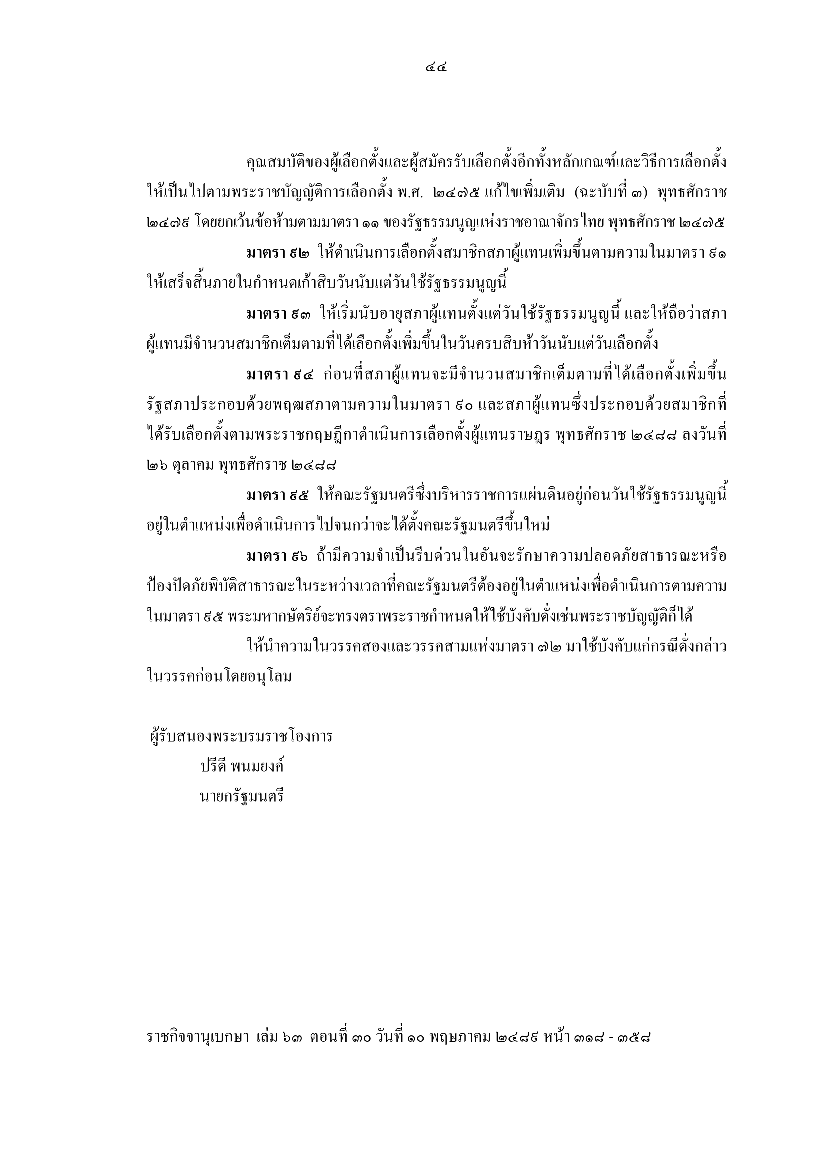 ๔๔
คุณสมบัติของผู้เลือกตั้งและผู้สมัครรับเลือกตั้งอีกทั้งหลักเกณฑ์และวิธีการเลือกตั้ง
ให้เป็นไปตามพระราชบัญญัติการเลือกตั้ง พ.ศ. ๒๔๗๕ แก้ไขเพิ่มเติม (ฉะบับที่ ๓) พุทธศักราช
๒๔๗๙ โดยยกเว้นข้อห้ามตามมาตรา ๑๑ ของรัฐธรรมนูญแห่งราชอาณาจักรไทย พุทธศักราช ๒๔๗๕
มาตรา ๙๒ ให้ดำเนินการเลือกตั้งสมาชิกสภาผู้แทนเพิ่มขึ้นตามความในมาตรา ๙๑
ให้เสร็จสิ้นภายในกำหนดเก้าสิบวันนับแต่วันใช้รัฐธรรมนูญนี้
มาตรา ๙๓ ให้เริ่มนับอายุสภาผู้แทนตั้งแต่วันใช้รัฐธรรมนูญนี้ และให้ถือว่าสภา
ผู้แทนมีจำนวนสมาชิกเต็มตามที่ได้เลือกตั้งเพิ่มขึ้นในวันครบสิบห้าวันนับแต่วันเลือกตั้ง
มาตรา ๙๔ ก่อนที่สภาผู้แทนจะมีจำนวนสมาชิกเต็มตามที่ได้เลือกตั้งเพิ่มขึ้น
รัฐสภาประกอบด้วยพฤฒสภาตามความในมาตรา ๙๐ และสภาผู้แทนซึ่งประกอบด้วยสมาชิกที่
ได้รับเลือกตั้งตามพระราชกฤษฎีกาดำเนินการเลือกตั้งผู้แทนราษฎร พุทธศักราช ๒๔๘๘ ลงวันที่
๒๖ ตุลาคม พุทธศักราช ๒๔๘๘
มาตรา ๙๕ ให้คณะรัฐมนตรีซึ่งบริหารราชการแผ่นดินอยู่ก่อนวันใช้รัฐธรรมนูญนี้
อยู่ในตำแหน่งเพื่อดำเนินการไปจนกว่าจะได้ตั้งคณะรัฐมนตรีขึ้นใหม่
มาตรา ๙๖ ถ้ามีความจำเป็นรีบด่วนในอันจะรักษาความปลอดภัยสาธารณะหรือ
ป้องปัดภัยพิบัติสาธารณะในระหว่างเวลาที่คณะรัฐมนตรีต้องอยู่ในตำแหน่งเพื่อดำเนินการตามความ
ในมาตรา ๙๕ พระมหากษัตริย์จะทรงตราพระราชกำหนดให้ใช้บังคับดั่งเช่นพระราชบัญญัติก็ได้
ให้นำความในวรรคสองและวรรคสามแห่งมาตรา ๗๒ มาใช้บังคับแก่กรณีดั่งกล่าว
ในวรรคก่อนโดยอนุโลม
ผู้รับสนองพระบรมราชโองการ
ปรีดี พนมยงค์
นายกรัฐมนตรี
ราชกิจจานุเบกษา เล่ม ๖๓ ตอนที่ ๓๐ วันที่ ๑๐ พฤษภาคม ๒๔๘๙ หน้า ๓๑๘ - ๓๕๘